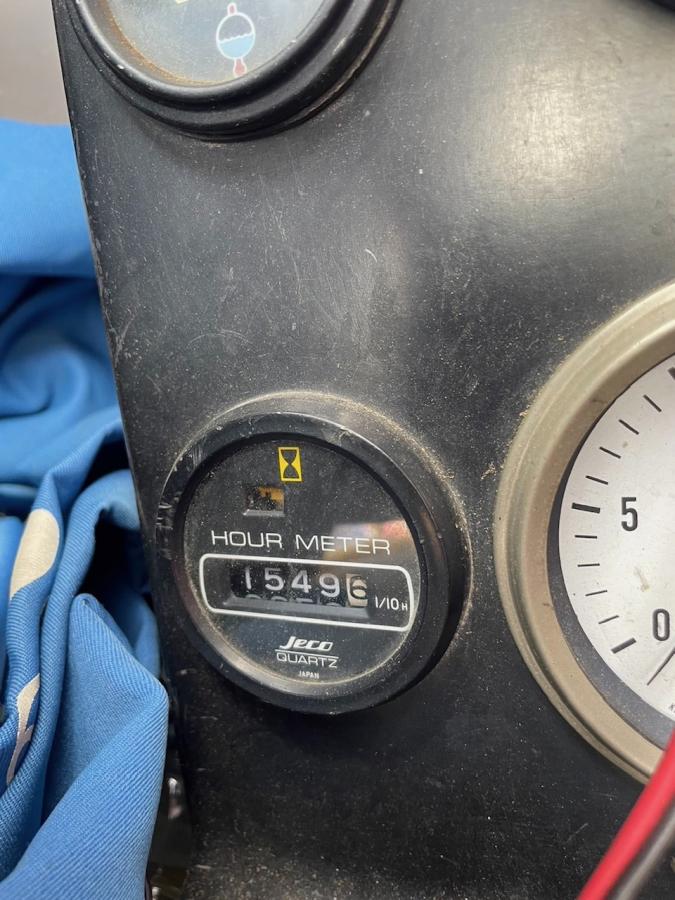 HOUR METER
15496 1/10H
Jeco
QUARTZ
JAPAN
5
0